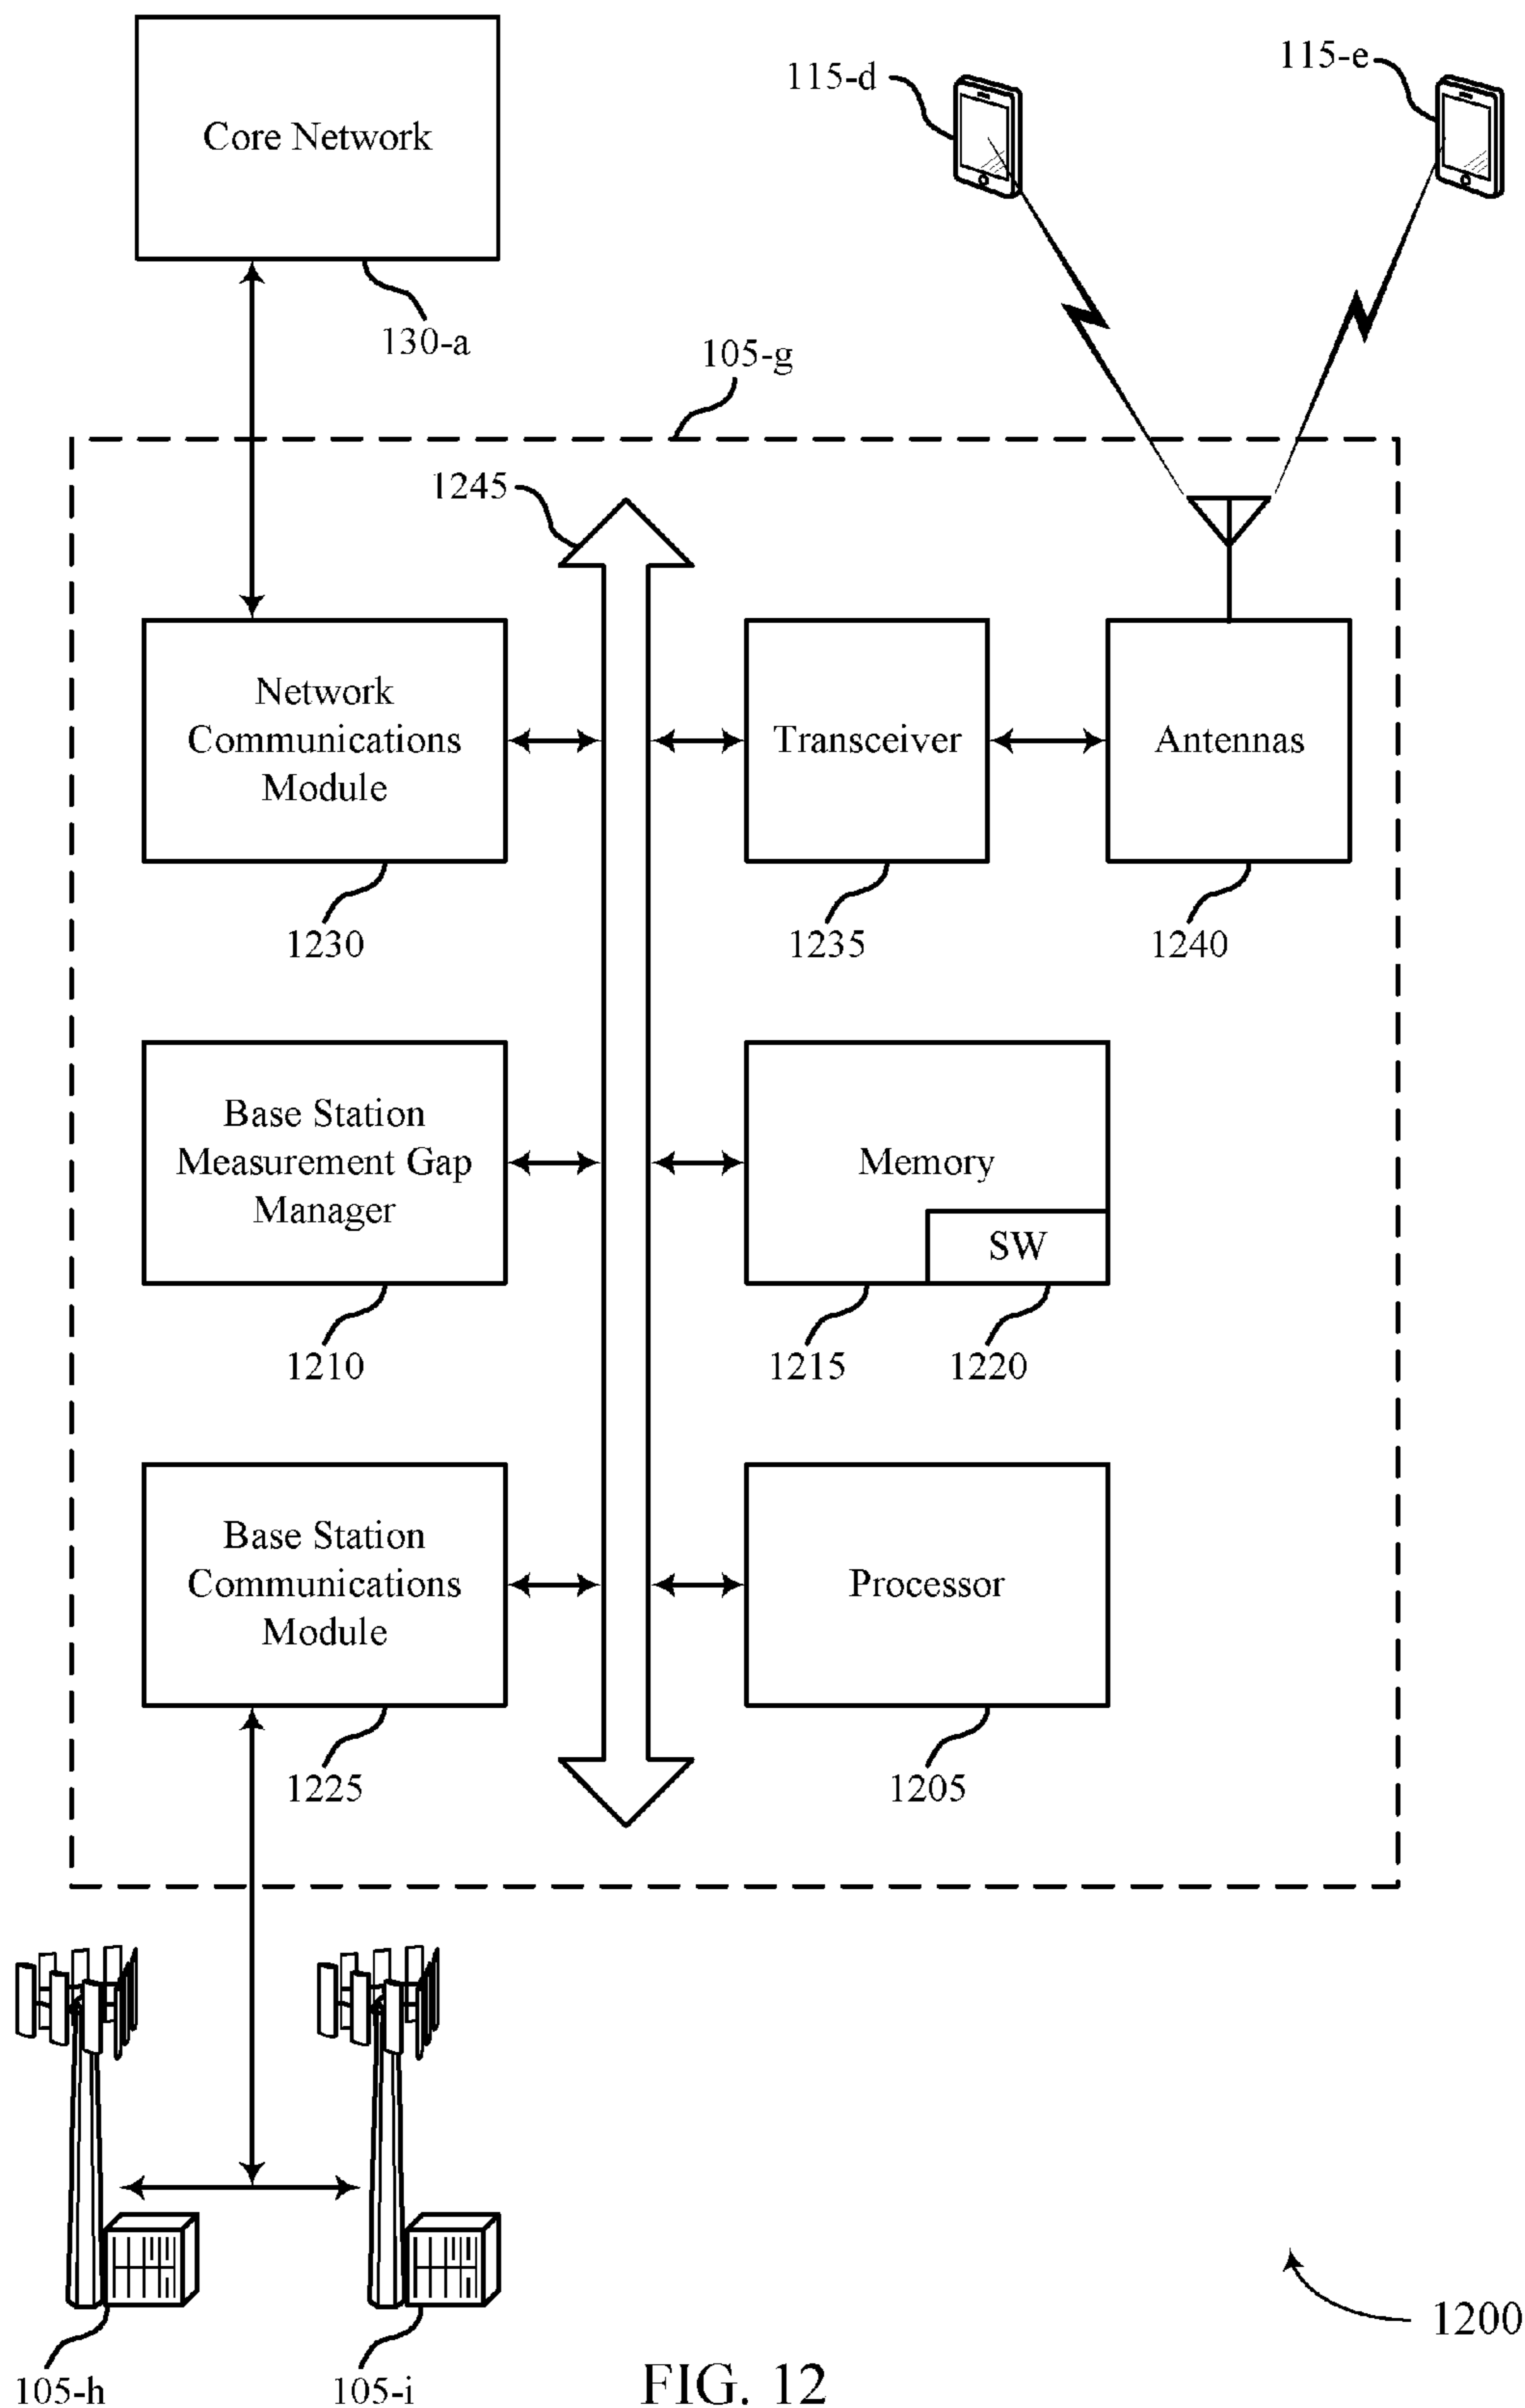 Core Network
130-a
115-d
115-e
105-g
1245
Network
Communications
Module
1230
Transceiver
1235
Antennas
1240
Base Station
Measurement Gap
Manager
1210
Memory
SW
1215
1220
Base Station
Communications
Module
1225
Processor
1205
105-h
105-i
1200
FIG. 12